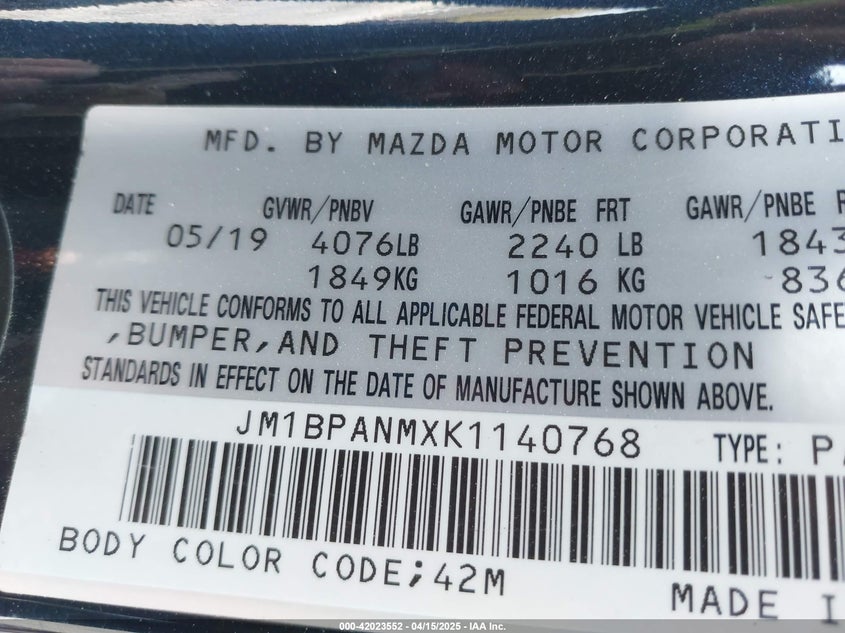 MFD. BY MAZDA MOTOR CORPORATI
DATE GVWR/PNBV GAWR/PNBE FRT GAWR/PNBE
05/19 4076LB 2240 LB 1843
1849KG 1016 KG 836
THIS VEHICLE CONFORMS TO ALL APPLICABLE FEDERAL MOTOR VEHICLE SAFE
,BUMPER,AND THEFT PREVENTION
STANDARDS IN EFFECT ON THE DATE OF MANUFACTURE SHOWN ABOVE.
JM1BPANMXK1140768 TYPE: PA
BODY COLOR CODE;42M
MADE I
000-42023552 - 04/15/2025 - IAA Inc.